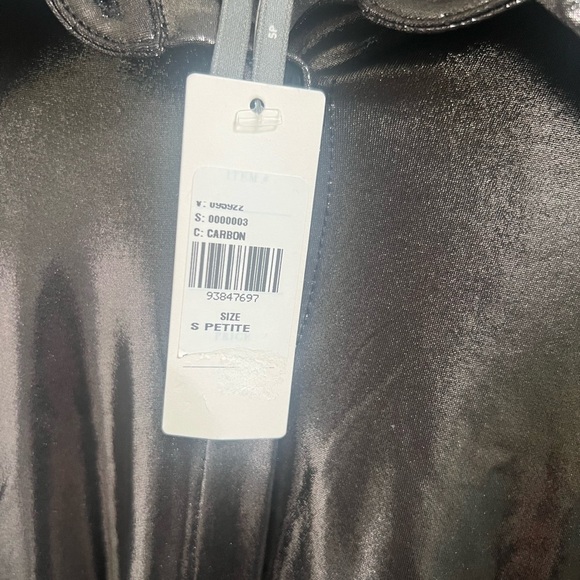 SP
V: 095922
S: 0000003
C: CARBON
93847697
SIZE
S PETITE